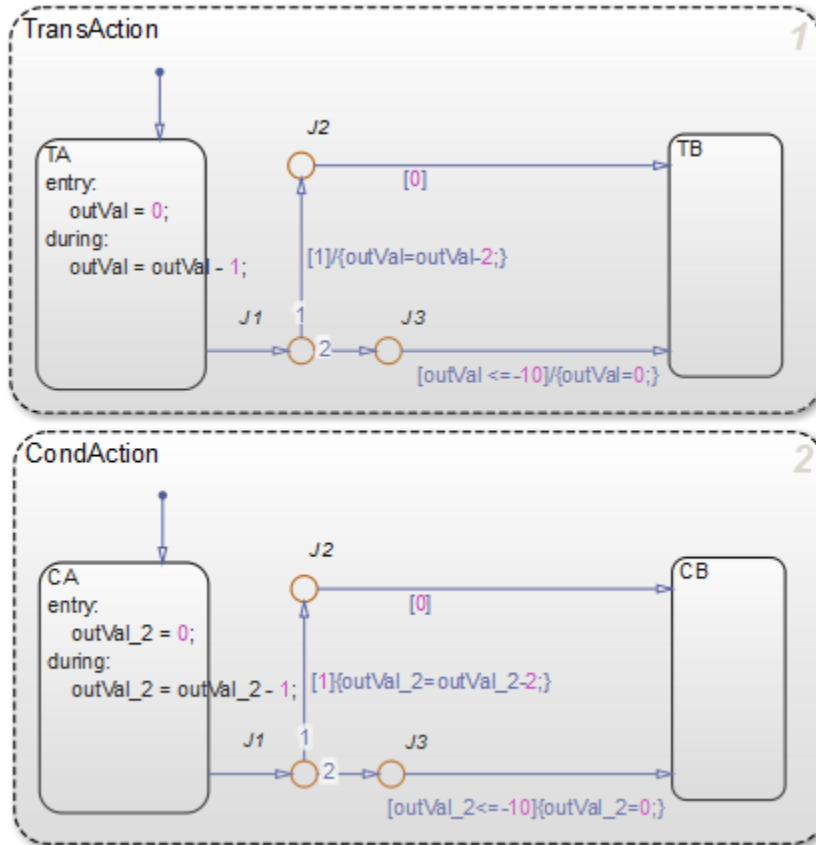 TransAction
1
J2
TA
entry:
outVal = 0;
during:
outVal = outVal - 1;
TB
[0]
[1]/{outVal=outVal-2;}
J1
1
J3
2
[outVal <=-10]/{outVal=0;}
CondAction
2
J2
CA
entry:
outVal_2 = 0;
during:
outVal_2 = outVal_2 - 1;
CB
[0]
[1]{outVal_2=outVal_2-2;}
J1
1
J3
2
[outVal_2<=-10]{outVal_2=0;}